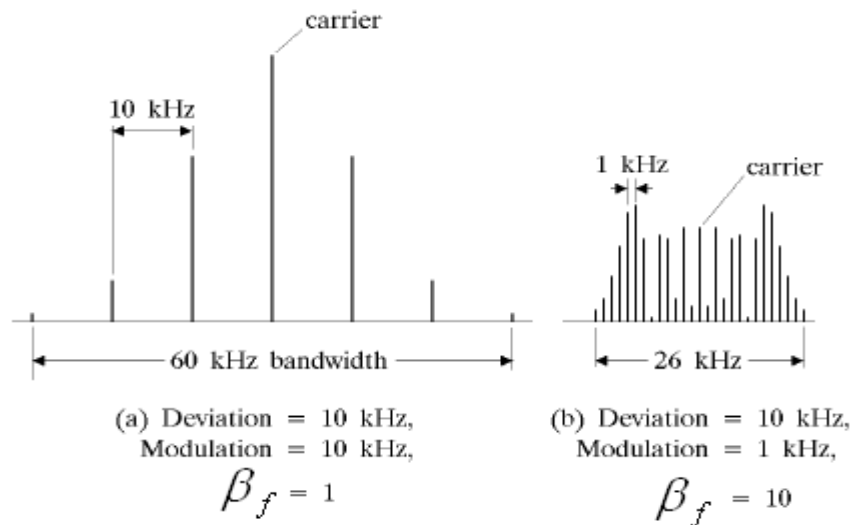 carrier
10 kHz
1 kHz
carrier
60 kHz bandwidth
26 kHz
(a) Deviation = 10 kHz,
Modulation = 10 kHz,
β_f = 1
(b) Deviation = 10 kHz,
Modulation = 1 kHz,
β_f = 10